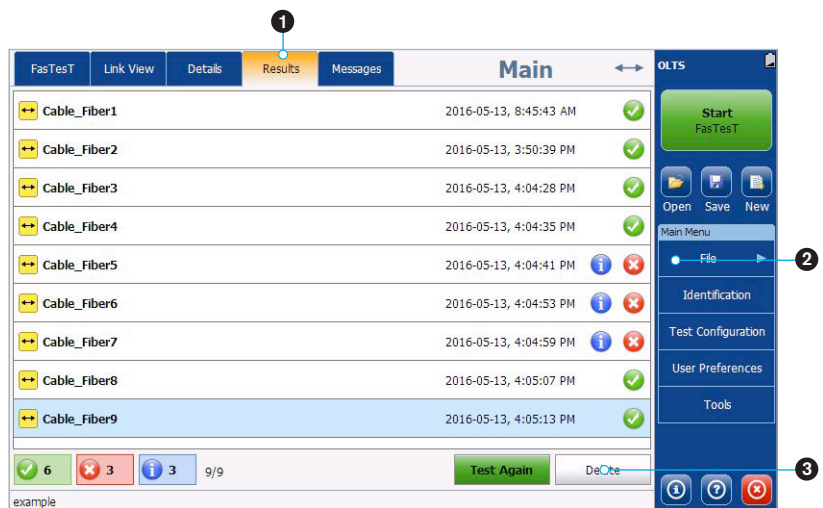 1
FasTesT Link View Details Results Messages Main OLTS
Cable_Fiber1 2016-05-13, 8:45:43 AM
Start
FasTesT
Cable_Fiber2 2016-05-13, 3:50:39 PM
Cable_Fiber3 2016-05-13, 4:04:28 PM
Open Save New
Cable_Fiber4 2016-05-13, 4:04:35 PM
Main Menu
Cable_Fiber5 2016-05-13, 4:04:41 PM i
File 2
Cable_Fiber6 2016-05-13, 4:04:53 PM i
Identification
Cable_Fiber7 2016-05-13, 4:04:59 PM i
Test Configuration
Cable_Fiber8 2016-05-13, 4:05:07 PM
User Preferences
Cable_Fiber9 2016-05-13, 4:05:13 PM
Tools
6 3 i 3 9/9 Test Again Delete 3
i ?
example